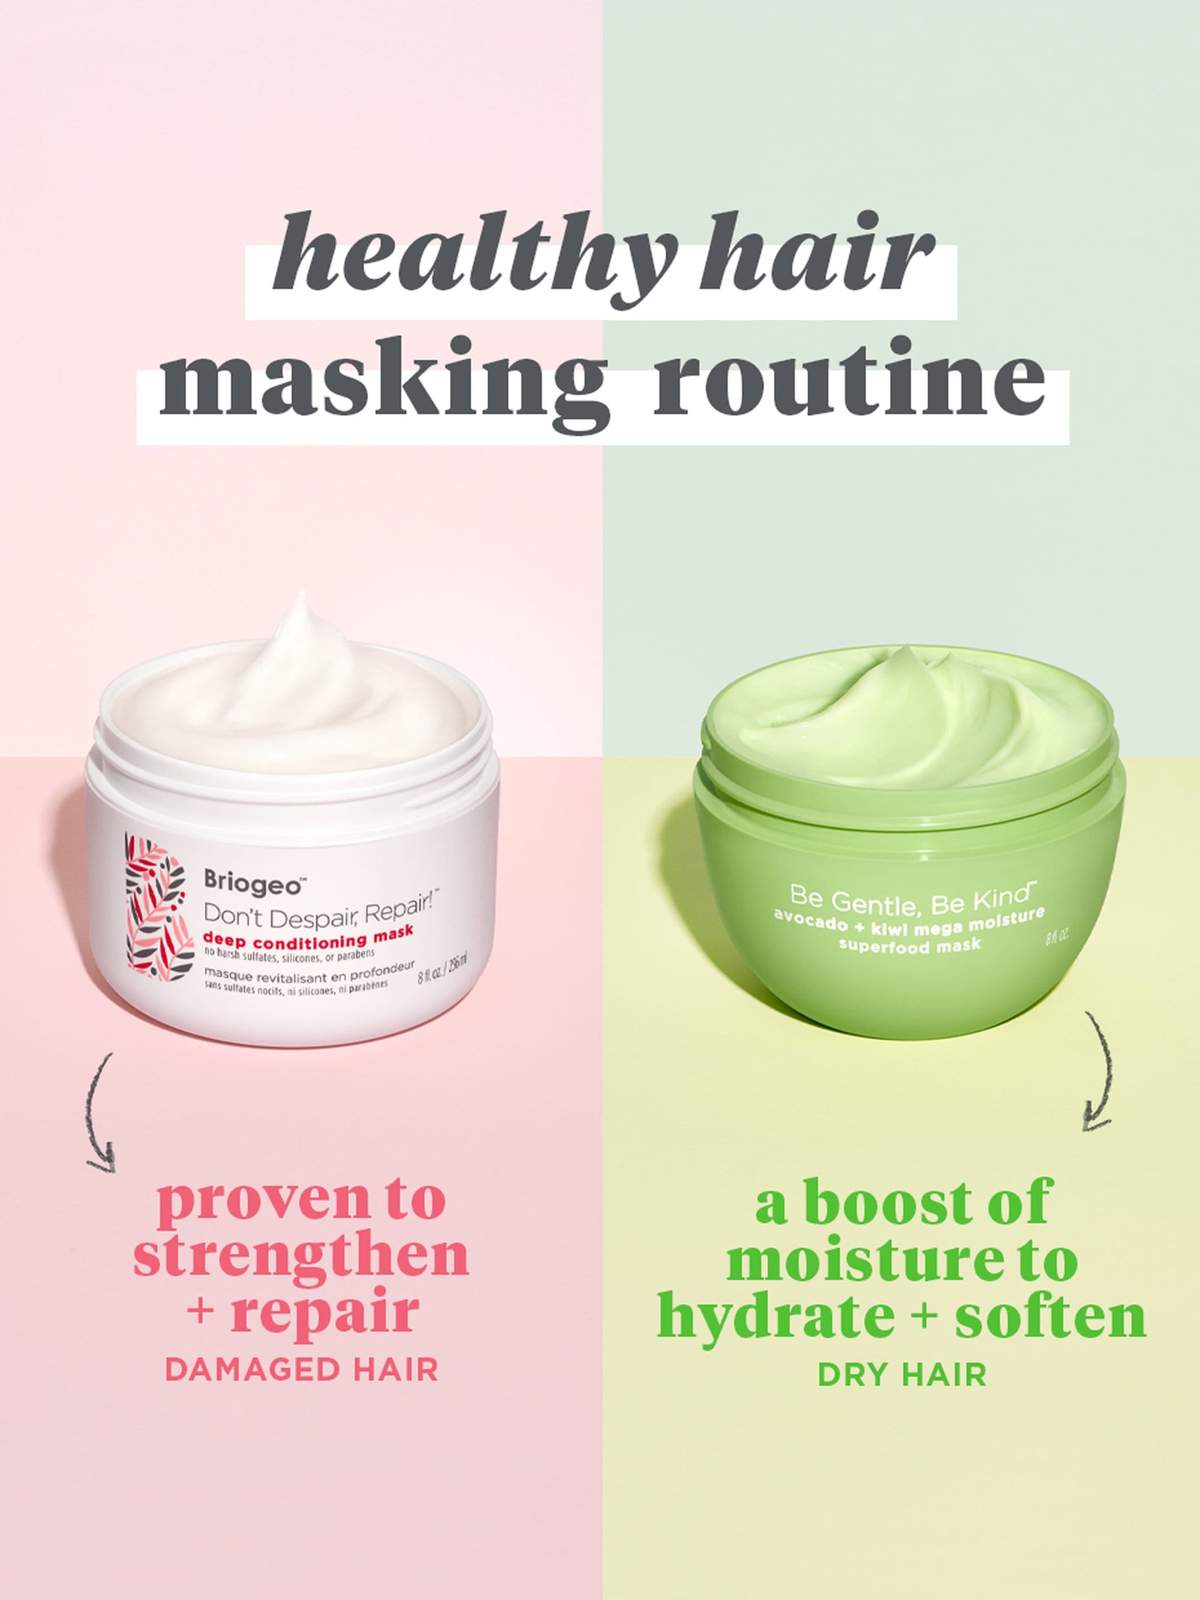 healthy hair
masking routine
Briogeo™
Don't Despair, Repair!™
deep conditioning mask
no harsh sulfates, silicones, or parabens
masque revitalisant en profondeur
sans sulfates nocifs, ni silicones, ni parabènes
8 fl. oz. / 236 ml
Be Gentle, Be Kind™
avocado + kiwi mega moisture
superfood mask
8 fl. oz.
proven to
strengthen
+ repair
DAMAGED HAIR
a boost of
moisture to
hydrate + soften
DRY HAIR